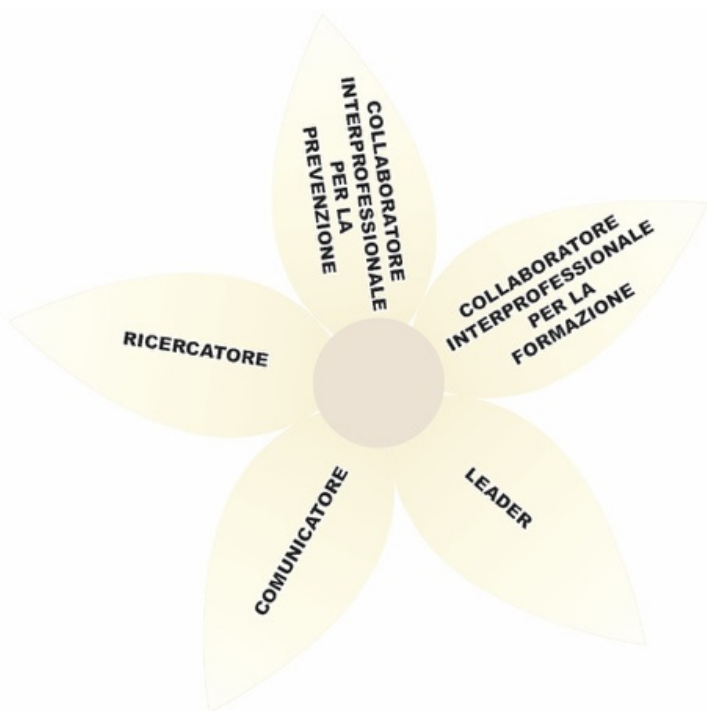 COLLABORATORE
INTERPROFESSIONALE
PER LA
PREVENZIONE
COLLABORATORE
INTERPROFESSIONALE
PER LA
FORMAZIONE
LEADER
COMUNICATORE
RICERCATORE